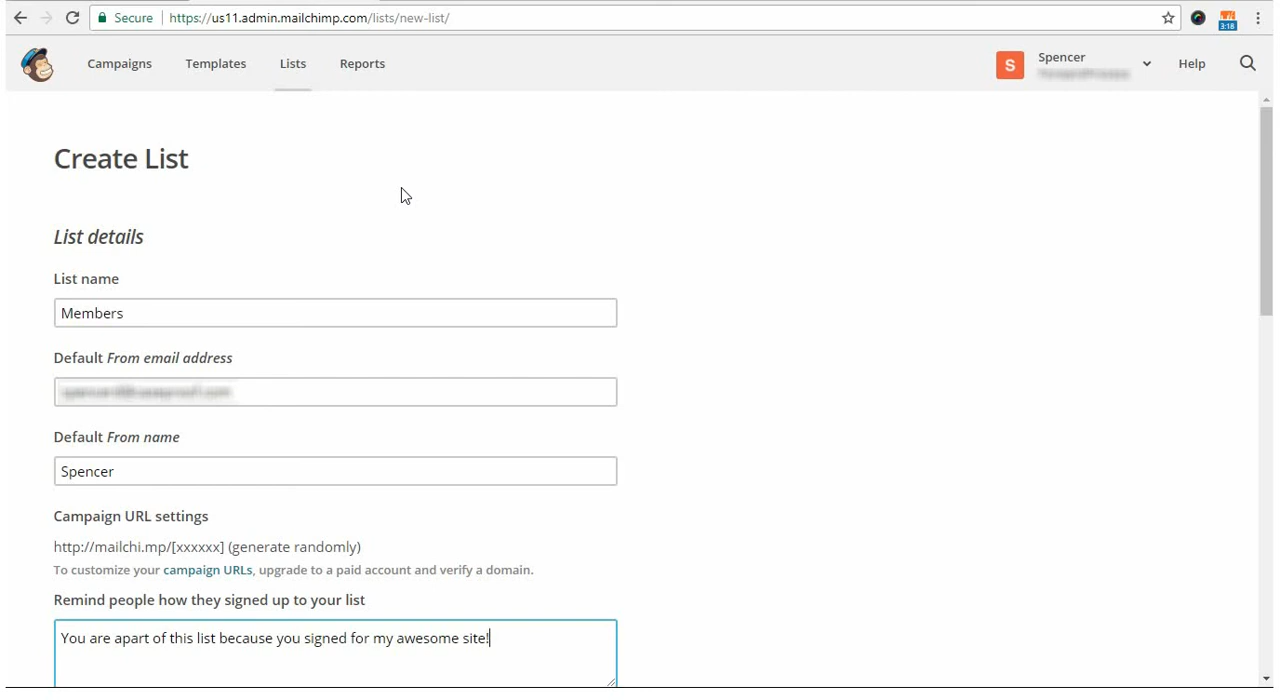 Secure https://us11.admin.mailchimp.com/lists/new-list/
3:18
Campaigns Templates Lists Reports S Spencer Help
Create List
List details
List name
Members
Default From email address
Default From name
Spencer
Campaign URL settings
http://mailchi.mp/[xxxxxx] (generate randomly)
To customize your campaign URLs, upgrade to a paid account and verify a domain.
Remind people how they signed up to your list
You are apart of this list because you signed for my awesome site!